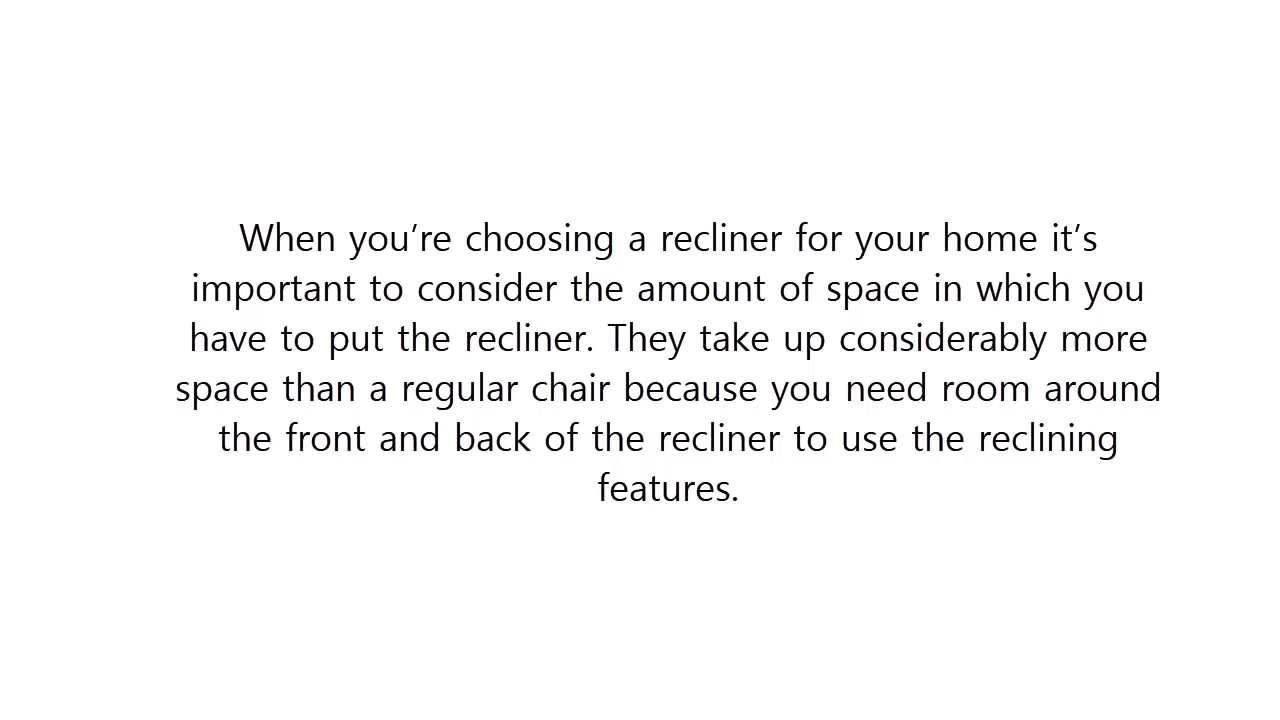 When you’re choosing a recliner for your home it’s
important to consider the amount of space in which you
have to put the recliner. They take up considerably more
space than a regular chair because you need room around
the front and back of the recliner to use the reclining
features.